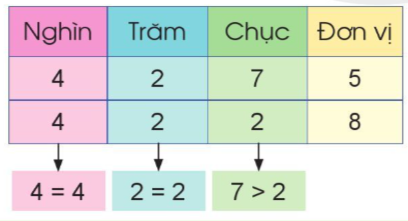 Nghìn Trăm Chục Đơn vị
4 2 7 5
4 2 2 8
4 = 4 2 = 2 7 > 2